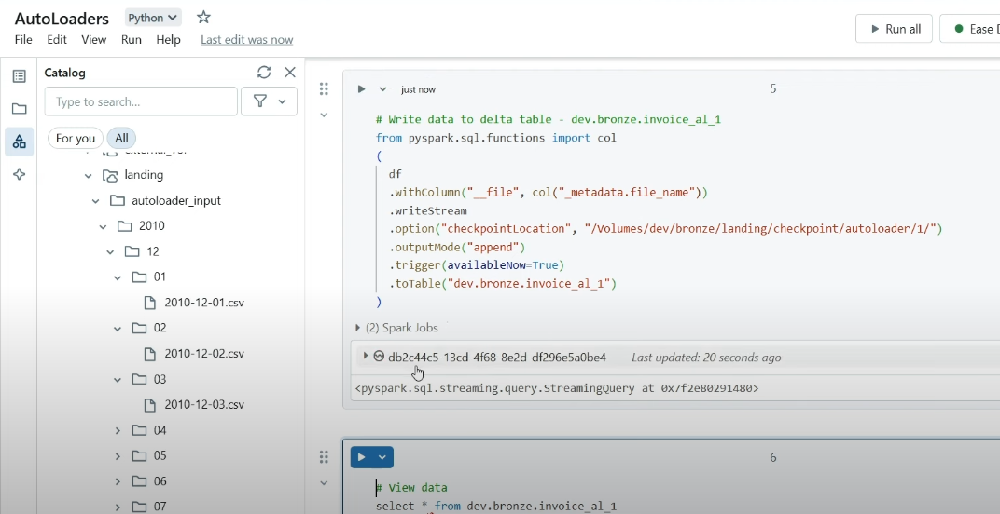 AutoLoaders Python
File Edit View Run Help Last edit was now
Run all
Ease
Catalog
Type to search...
For you All
landing
autoloader_input
2010
12
01
2010-12-01.csv
02
2010-12-02.csv
03
2010-12-03.csv
04
05
06
07
just now
5
# Write data to delta table - dev.bronze.invoice_al_1
from pyspark.sql.functions import col
(
df
.withColumn("__file", col("_metadata.file_name"))
.writeStream
.option("checkpointLocation", "/Volumes/dev/bronze/landing/checkpoint/autoloader/1/")
.outputMode("append")
.trigger(availableNow=True)
.toTable("dev.bronze.invoice_al_1")
)
(2) Spark Jobs
db2c44c5-13cd-4f68-8e2d-df296e5a0be4 Last updated: 20 seconds ago
<pyspark.sql.streaming.query.StreamingQuery at 0x7f2e80291480>
6
# View data
select * from dev.bronze.invoice_al_1